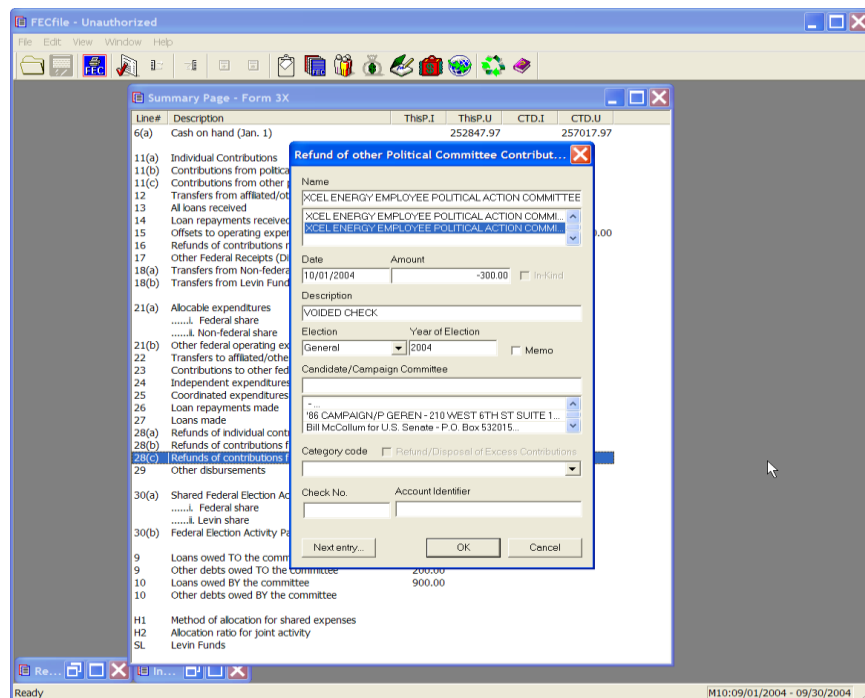 FECfile - Unauthorized
File Edit View Window Help
FEC
Summary Page - Form 3X
Line# Description ThisP.I ThisP.U CTD.I CTD.U
6(a) Cash on hand (Jan. 1) 252847.97 257017.97
11(a) Individual Contributions
11(b) Contributions from politica
11(c) Contributions from other
12 Transfers from affiliated/ot
13 All loans received
14 Loan repayments received
15 Offsets to operating exper
16 Refunds of contributions
17 Other Federal Receipts (Di
18(a) Transfers from Non-federa
18(b) Transfers from Levin Fund
21(a) Allocable expenditures
......i. Federal share
......ii. Non-federal share
21(b) Other federal operating ex
22 Transfers to affliated/othe
23 Contributions to other fed
24 Independent expenditures
25 Coordinated expenditures
26 Loan repayments made
27 Loans made
28(a) Refunds of individual contri
28(b) Refunds of contributions f
28(c) Refunds of contributions f
29 Other disbursements
30(a) Shared Federal Election Ac
......i. Federal share
......ii. Levin share
30(b) Federal Election Activity Pa
9 Loans owed TO the comm
9 Other debts owed TO the committee 200.00
10 Loans owed BY the committee 900.00
10 Other debts owed BY the committee
H1 Method of allocation for shared expenses
H2 Allocation ratio for joint activity
SL Levin Funds
Refund of other Political Committee Contribut...
Name
XCEL ENERGY EMPLOYEE POLITICAL ACTION COMMITTEE
XCEL ENERGY EMPLOYEE POLITICAL ACTION COMMI...
XCEL ENERGY EMPLOYEE POLITICAL ACTION COMMI...
Date Amount
10/01/2004 -300.00 In-Kind
Description
VOIDED CHECK
Election Year of Election
General 2004 Memo
Candidate/Campaign Committee
-...
'86 CAMPAIGN/P GEREN - 210 WEST 6TH ST SUITE 1...
Bill McCollum for U.S. Senate - P.O. Box 532015...
Category code Refund/Disposal of Excess Contributions
Check No. Account Identifier
Next entry... OK Cancel
Re... In...
Ready M10:09/01/2004 - 09/30/2004